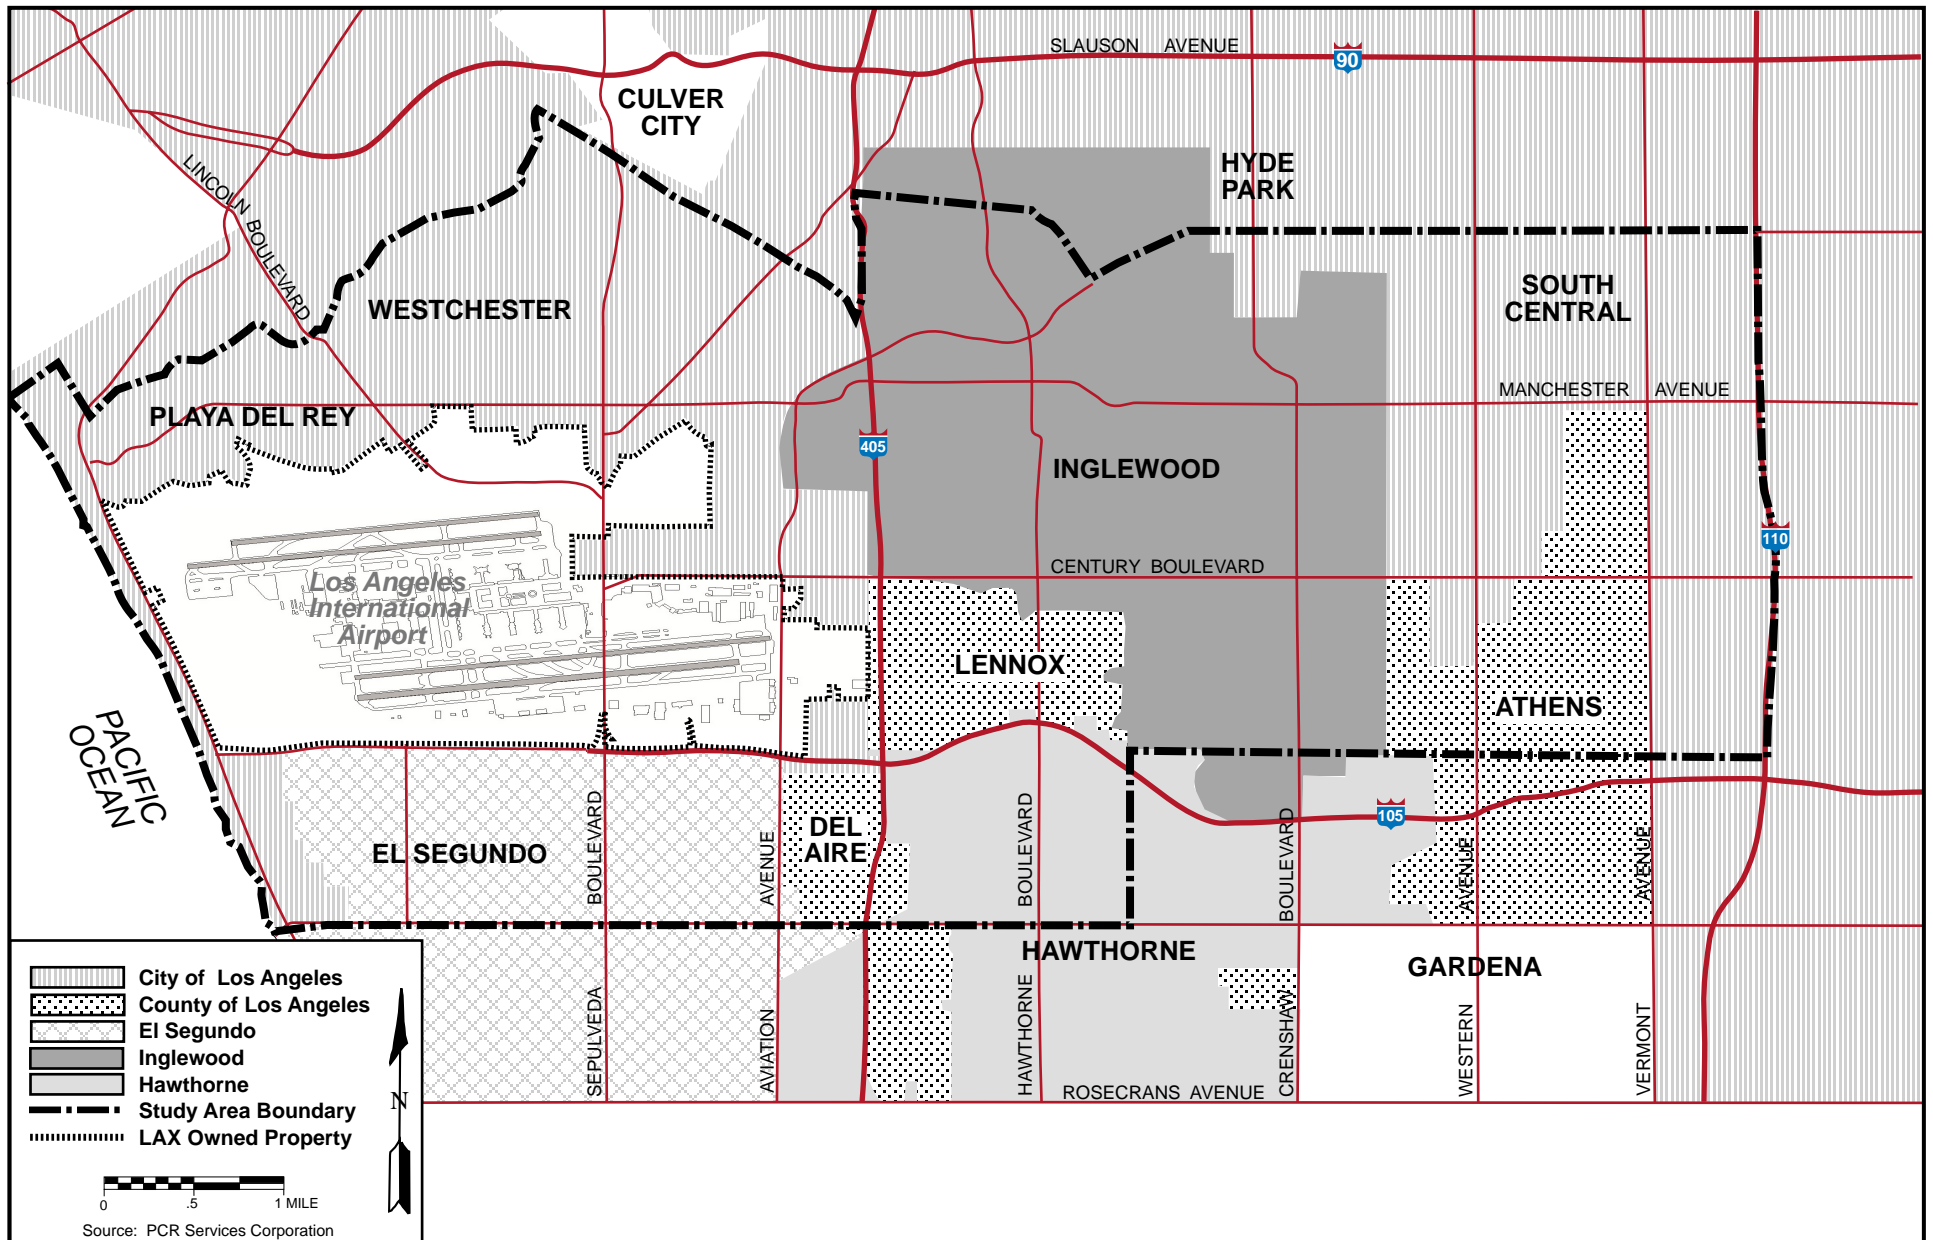 SLAUSON AVENUE
90
CULVER
CITY
HYDE
PARK
LINCOLN BOULEVARD
WESTCHESTER
SOUTH
CENTRAL
MANCHESTER AVENUE
PLAYA DEL REY
405
INGLEWOOD
110
CENTURY BOULEVARD
Los Angeles
International
Airport
LENNOX
ATHENS
PACIFIC
OCEAN
105
DEL
AIRE
EL SEGUNDO
SEPULVEDA BOULEVARD
AVIATION AVENUE
HAWTHORNE BOULEVARD
CRENSHAW BOULEVARD
WESTERN AVENUE
VERMONT AVENUE
HAWTHORNE
GARDENA
ROSECRANS AVENUE
City of Los Angeles
County of Los Angeles
El Segundo
Inglewood
Hawthorne
Study Area Boundary
LAX Owned Property
N
0 .5 1 MILE
Source: PCR Services Corporation